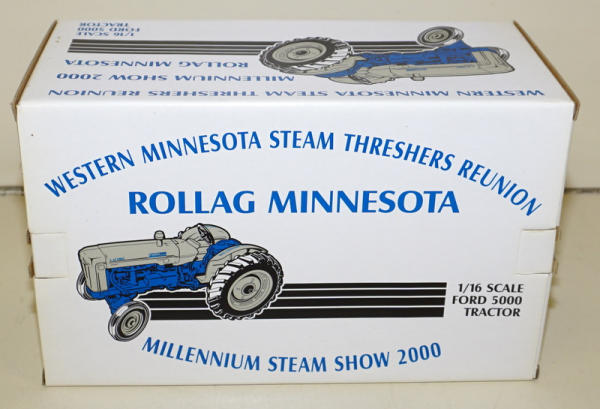 1/16 SCALE
FORD 5000
TRACTOR
ROLLAG MINNESOTA
MILLENNIUM SHOW 2000
WESTERN MINNESOTA STEAM THRESHERS REUNION
WESTERN MINNESOTA STEAM THRESHERS REUNION
ROLLAG MINNESOTA
1/16 SCALE
FORD 5000
TRACTOR
MILLENNIUM STEAM SHOW 2000